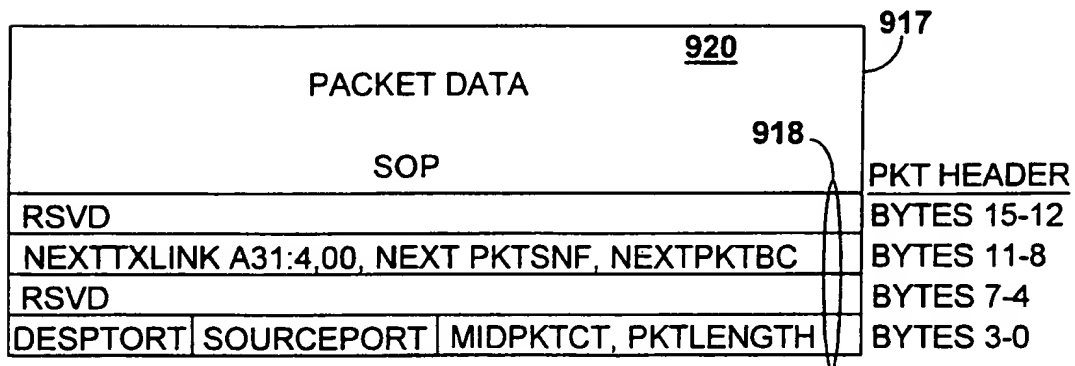 917
920
PACKET DATA
918
SOP
PKT HEADER
RSVD
BYTES 15-12
NEXTTXLINK A31:4,00, NEXT PKTSNF, NEXTPKTBC
BYTES 11-8
RSVD
BYTES 7-4
DESPTORT SOURCEPORT MIDPKTCT, PKTLENGTH
BYTES 3-0